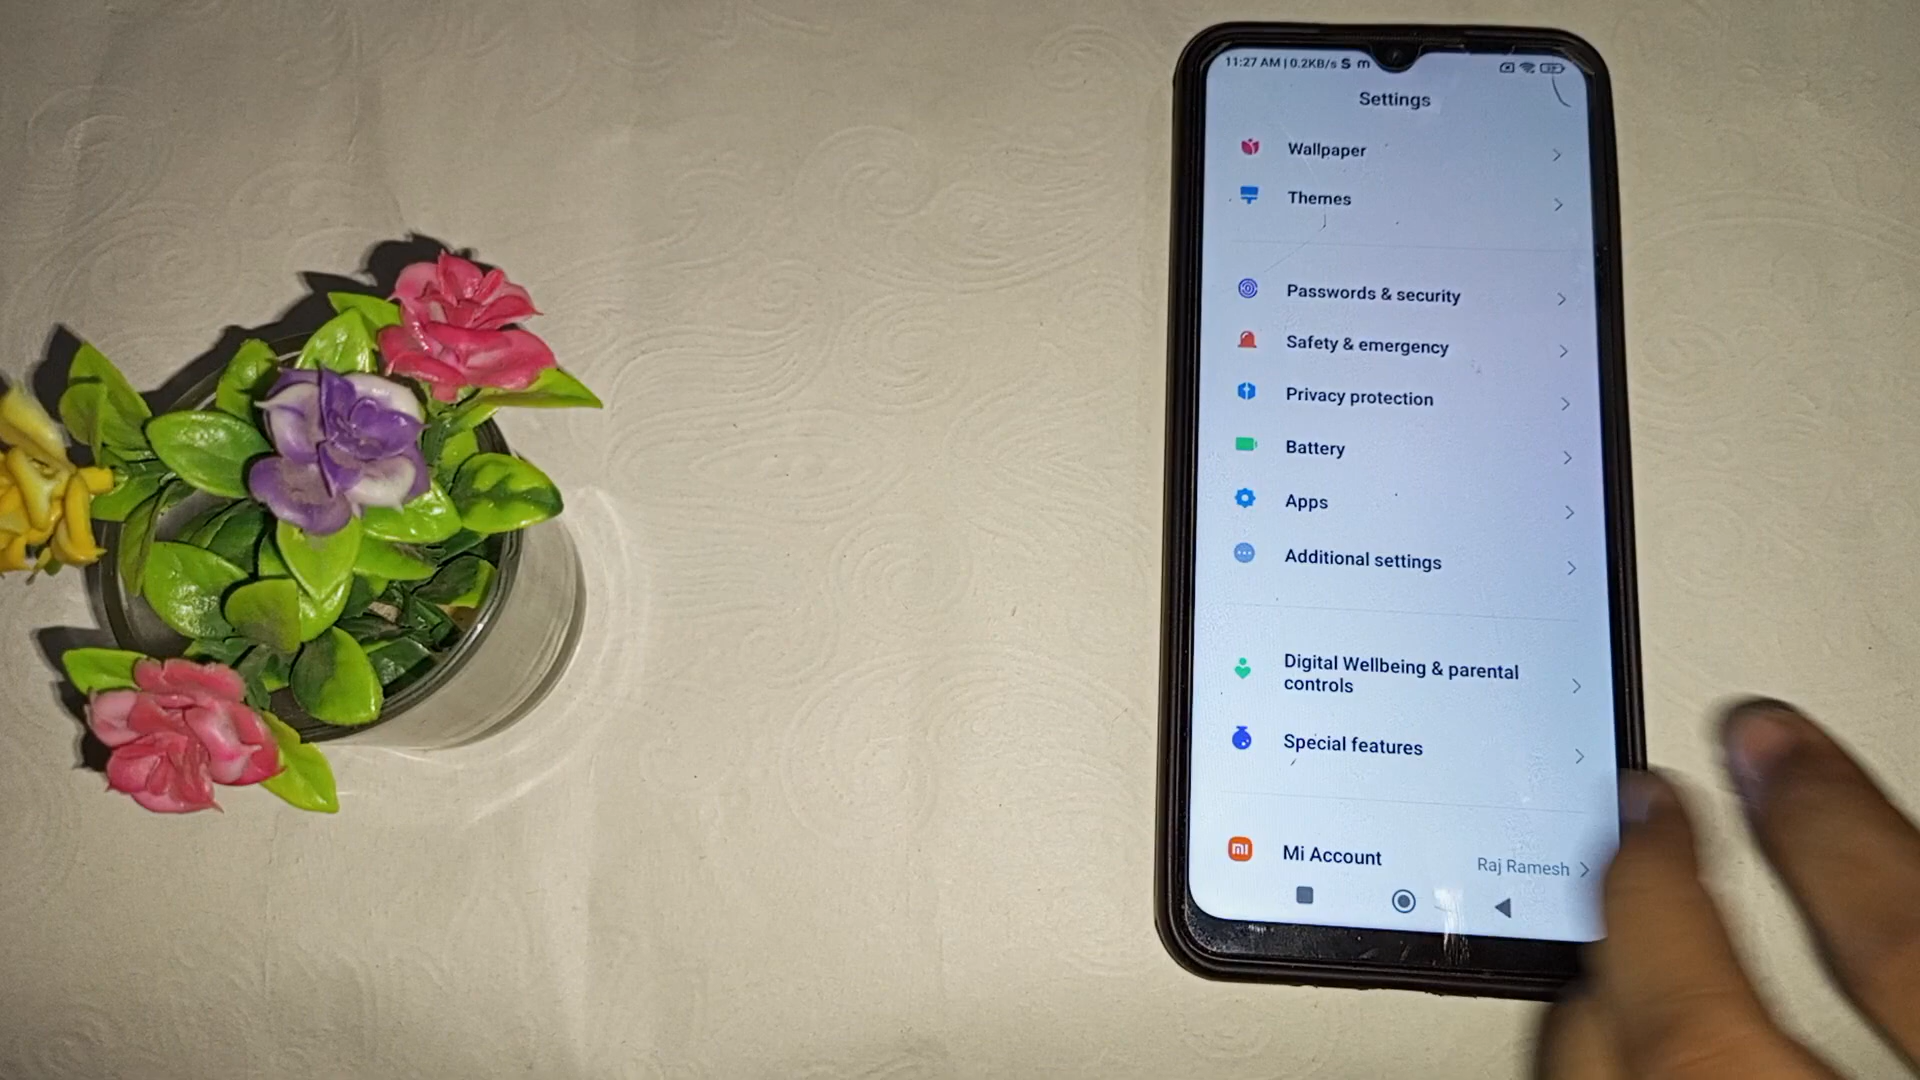 11:27 AM | 0.2KB/s S m
Settings
Wallpaper
Themes
Passwords & security
Safety & emergency
Privacy protection
Battery
Apps
Additional settings
Digital Wellbeing & parental
controls
Special features
mi Mi Account Raj Ramesh